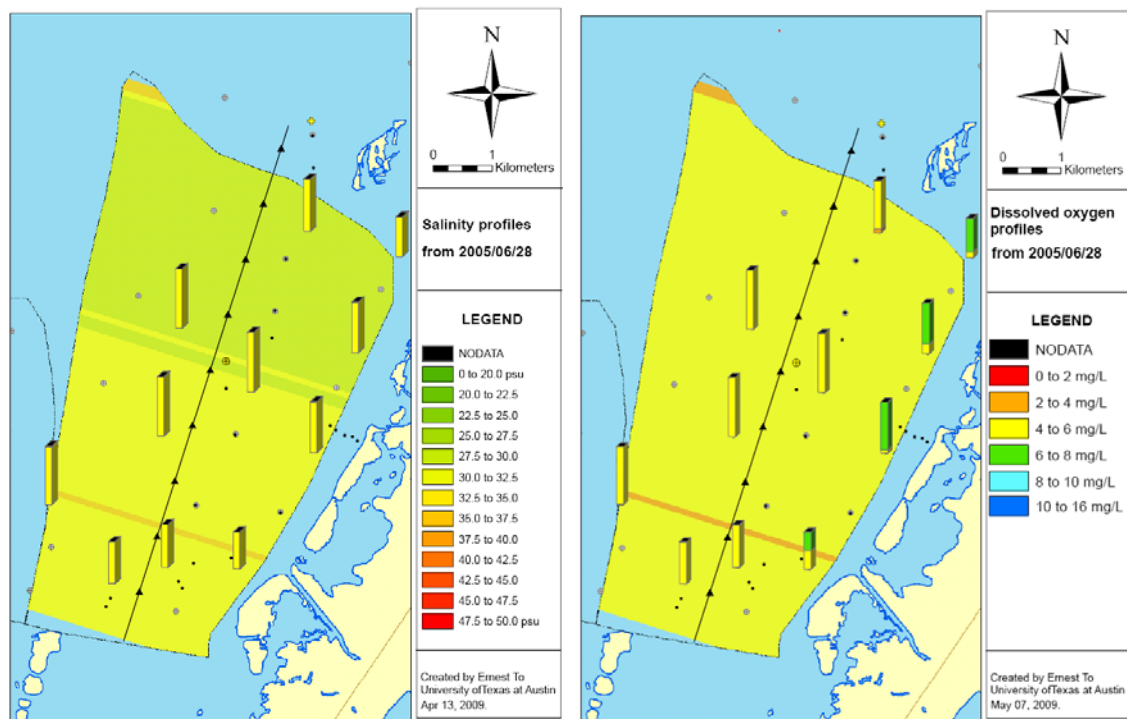 N
0 1
Kilometers
Salinity profiles
from 2005/06/28
LEGEND
NODATA
0 to 20.0 psu
20.0 to 22.5
22.5 to 25.0
25.0 to 27.5
27.5 to 30.0
30.0 to 32.5
32.5 to 35.0
35.0 to 37.5
37.5 to 40.0
40.0 to 42.5
42.5 to 45.0
45.0 to 47.5
47.5 to 50.0 psu
Created by Ernest To
University ofTexas at Austin
Apr 13, 2009.
N
0 1
Kilometers
Dissolved oxygen
profiles
from 2005/06/28
LEGEND
NODATA
0 to 2 mg/L
2 to 4 mg/L
4 to 6 mg/L
6 to 8 mg/L
8 to 10 mg/L
10 to 16 mg/L
Created by Ernest To
University ofTexas at Austin
May 07, 2009.